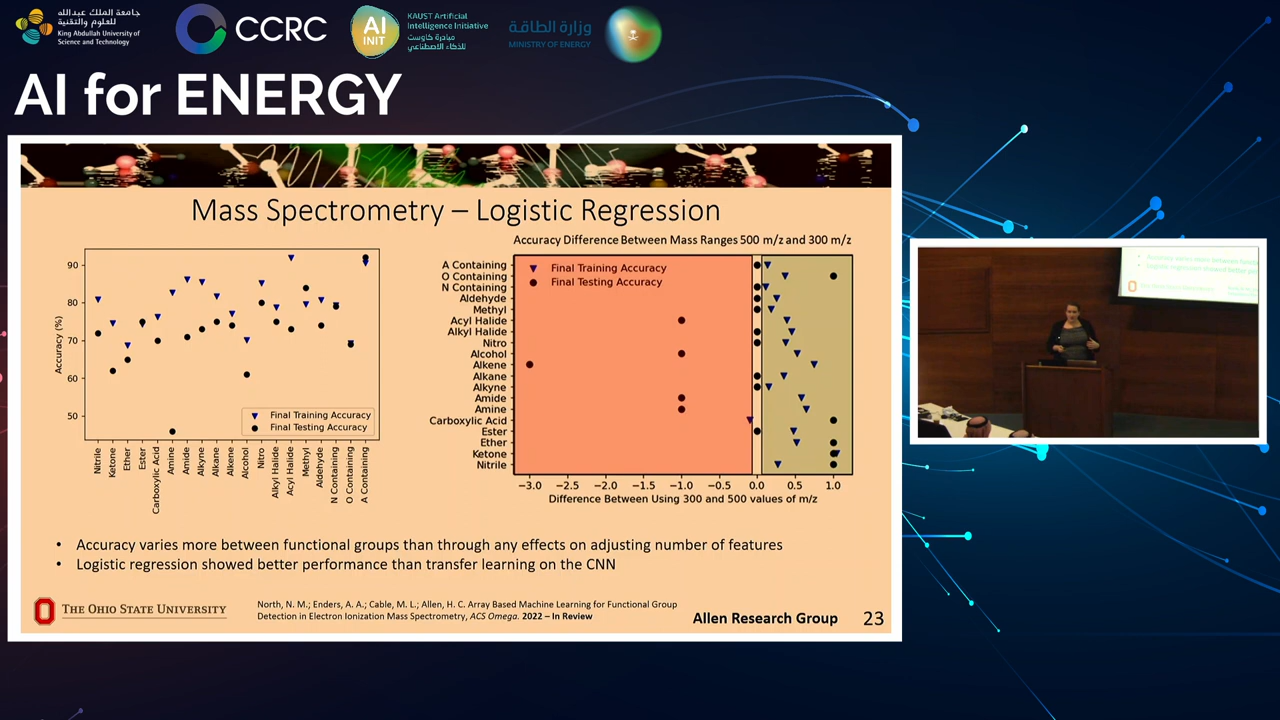 جامعة الملك عبدالله
للعلوم والتقنية
King Abdullah University of
Science and Technology
CCRC
AI
INIT
KAUST Artificial
Intelligence Initiative
مبادرة كاوست
للذكاء الاصطناعي
وزارة الطاقة
MINISTRY OF ENERGY
AI for ENERGY
Mass Spectrometry – Logistic Regression
Accuracy (%)
90
80
70
60
50
Final Training Accuracy
Final Testing Accuracy
Nitrile
Ketone
Ether
Ester
Carboxylic Acid
Amine
Amide
Alkyne
Alkane
Alkene
Alcohol
Nitro
Alkyl Halide
Acyl Halide
Methyl
Aldehyde
N Containing
O Containing
A Containing
Accuracy Difference Between Mass Ranges 500 m/z and 300 m/z
Final Training Accuracy
Final Testing Accuracy
A Containing
O Containing
N Containing
Aldehyde
Methyl
Acyl Halide
Alkyl Halide
Nitro
Alcohol
Alkene
Alkane
Alkyne
Amide
Amine
Carboxylic Acid
Ester
Ether
Ketone
Nitrile
−3.0 −2.5 −2.0 −1.5 −1.0 −0.5 0.0 0.5 1.0
Difference Between Using 300 and 500 values of m/z
• Accuracy varies more between functional groups than through any effects on adjusting number of features
• Logistic regression showed better performance than transfer learning on the CNN
THE OHIO STATE UNIVERSITY
North, N. M.; Enders, A. A.; Cable, M. L.; Allen, H. C. Array Based Machine Learning for Functional Group
Detection in Electron Ionization Mass Spectrometry, ACS Omega. 2022 – In Review
Allen Research Group 23